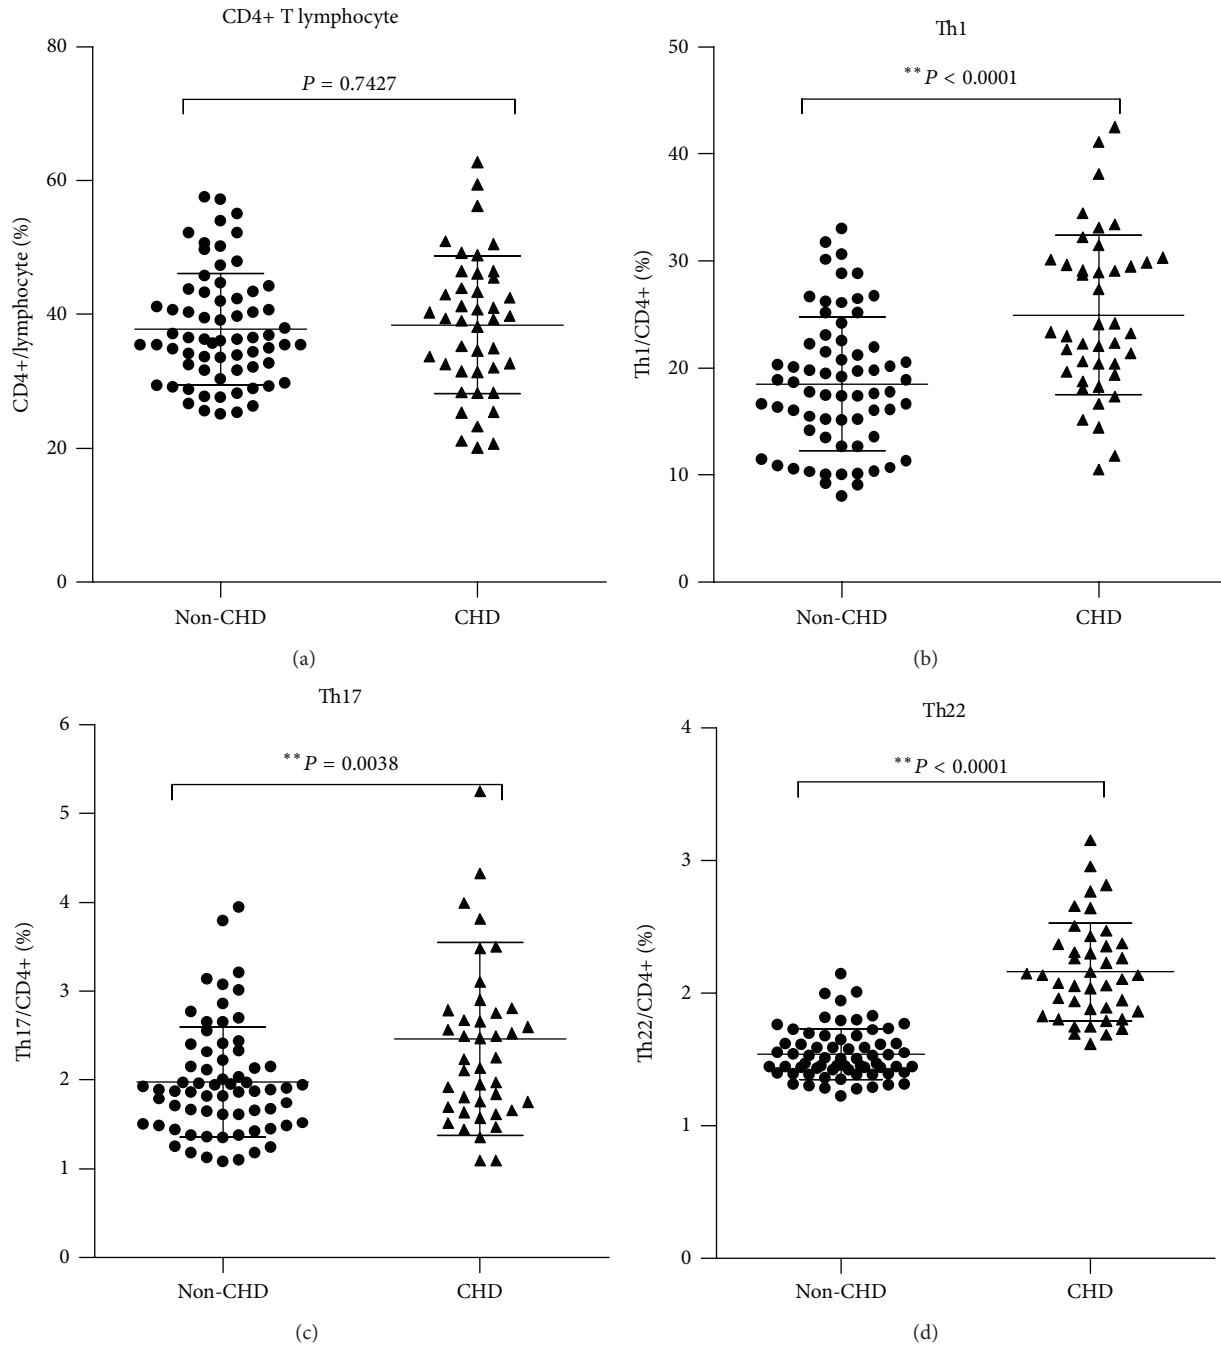 CD4+ T lymphocyte
CD4+/lymphocyte (%)
80
60
40
20
0
P = 0.7427
Non-CHD
CHD
(a)
Th1
Th1/CD4+ (%)
50
40
30
20
10
0
**P < 0.0001
Non-CHD
CHD
(b)
Th17
Th17/CD4+ (%)
6
5
4
3
2
1
0
**P = 0.0038
Non-CHD
CHD
(c)
Th22
Th22/CD4+ (%)
4
3
2
1
0
**P < 0.0001
Non-CHD
CHD
(d)